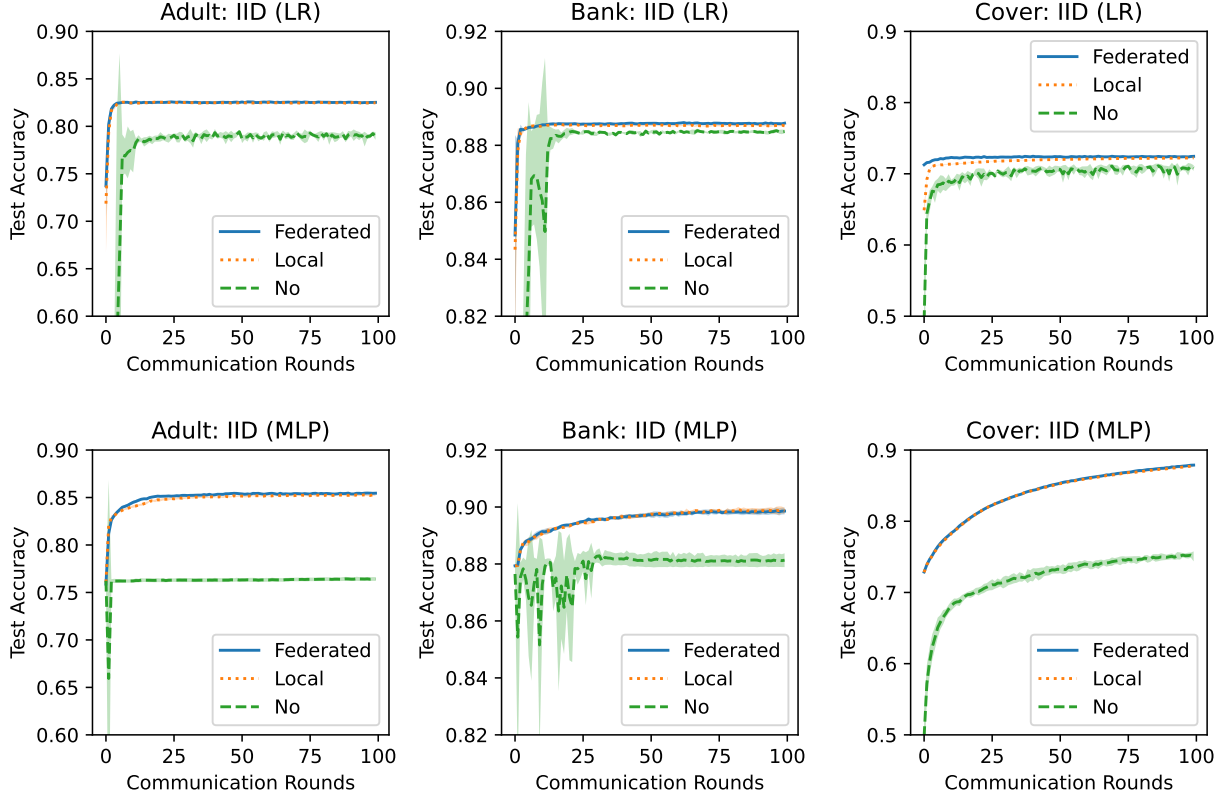 Adult: IID (LR)
Test Accuracy
0.90
0.85
0.80
0.75
0.70
0.65
0.60
Federated
Local
No
0 25 50 75 100
Communication Rounds
Bank: IID (LR)
Test Accuracy
0.92
0.90
0.88
0.86
0.84
0.82
Federated
Local
No
0 25 50 75 100
Communication Rounds
Cover: IID (LR)
Test Accuracy
0.9
0.8
0.7
0.6
0.5
Federated
Local
No
0 25 50 75 100
Communication Rounds
Adult: IID (MLP)
Test Accuracy
0.90
0.85
0.80
0.75
0.70
0.65
0.60
Federated
Local
No
0 25 50 75 100
Communication Rounds
Bank: IID (MLP)
Test Accuracy
0.92
0.90
0.88
0.86
0.84
0.82
Federated
Local
No
0 25 50 75 100
Communication Rounds
Cover: IID (MLP)
Test Accuracy
0.9
0.8
0.7
0.6
0.5
Federated
Local
No
0 25 50 75 100
Communication Rounds